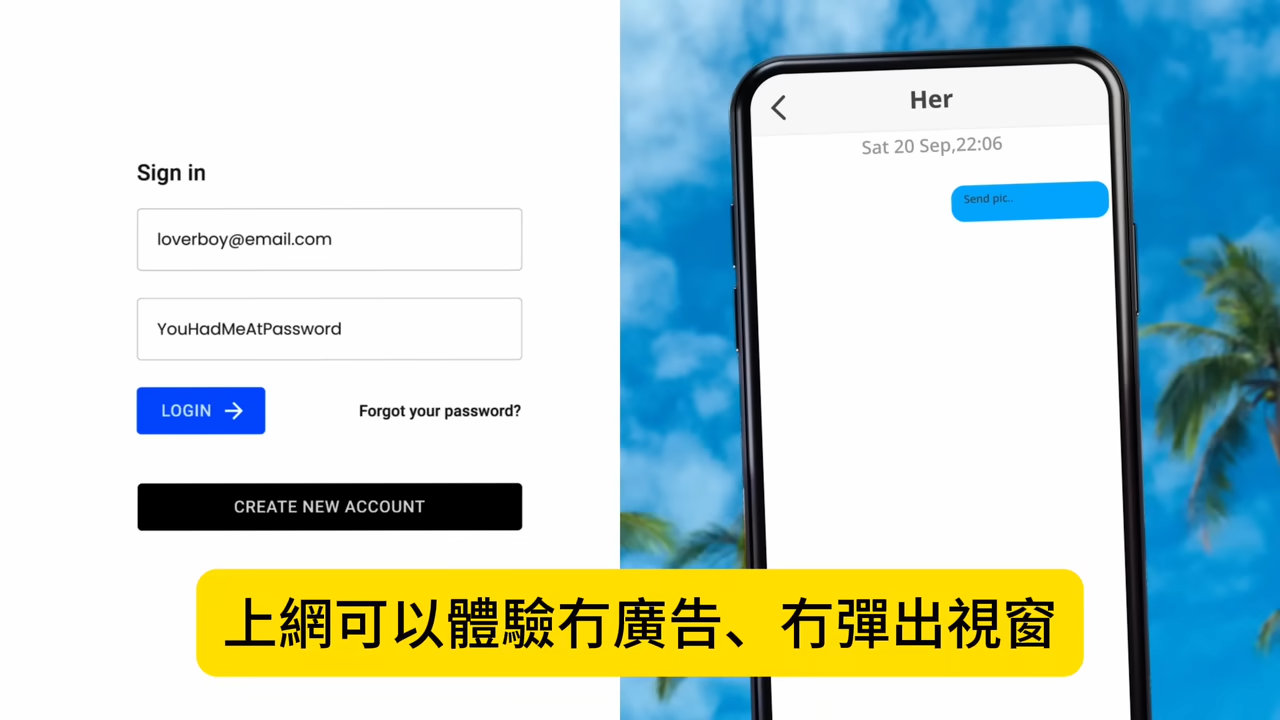 Sign in
loverboy@email.com
YouHadMeAtPassword
LOGIN
Forgot your password?
CREATE NEW ACCOUNT
Her
Sat 20 Sep,22:06
Send pic..
上網可以體驗冇廣告、冇彈出視窗